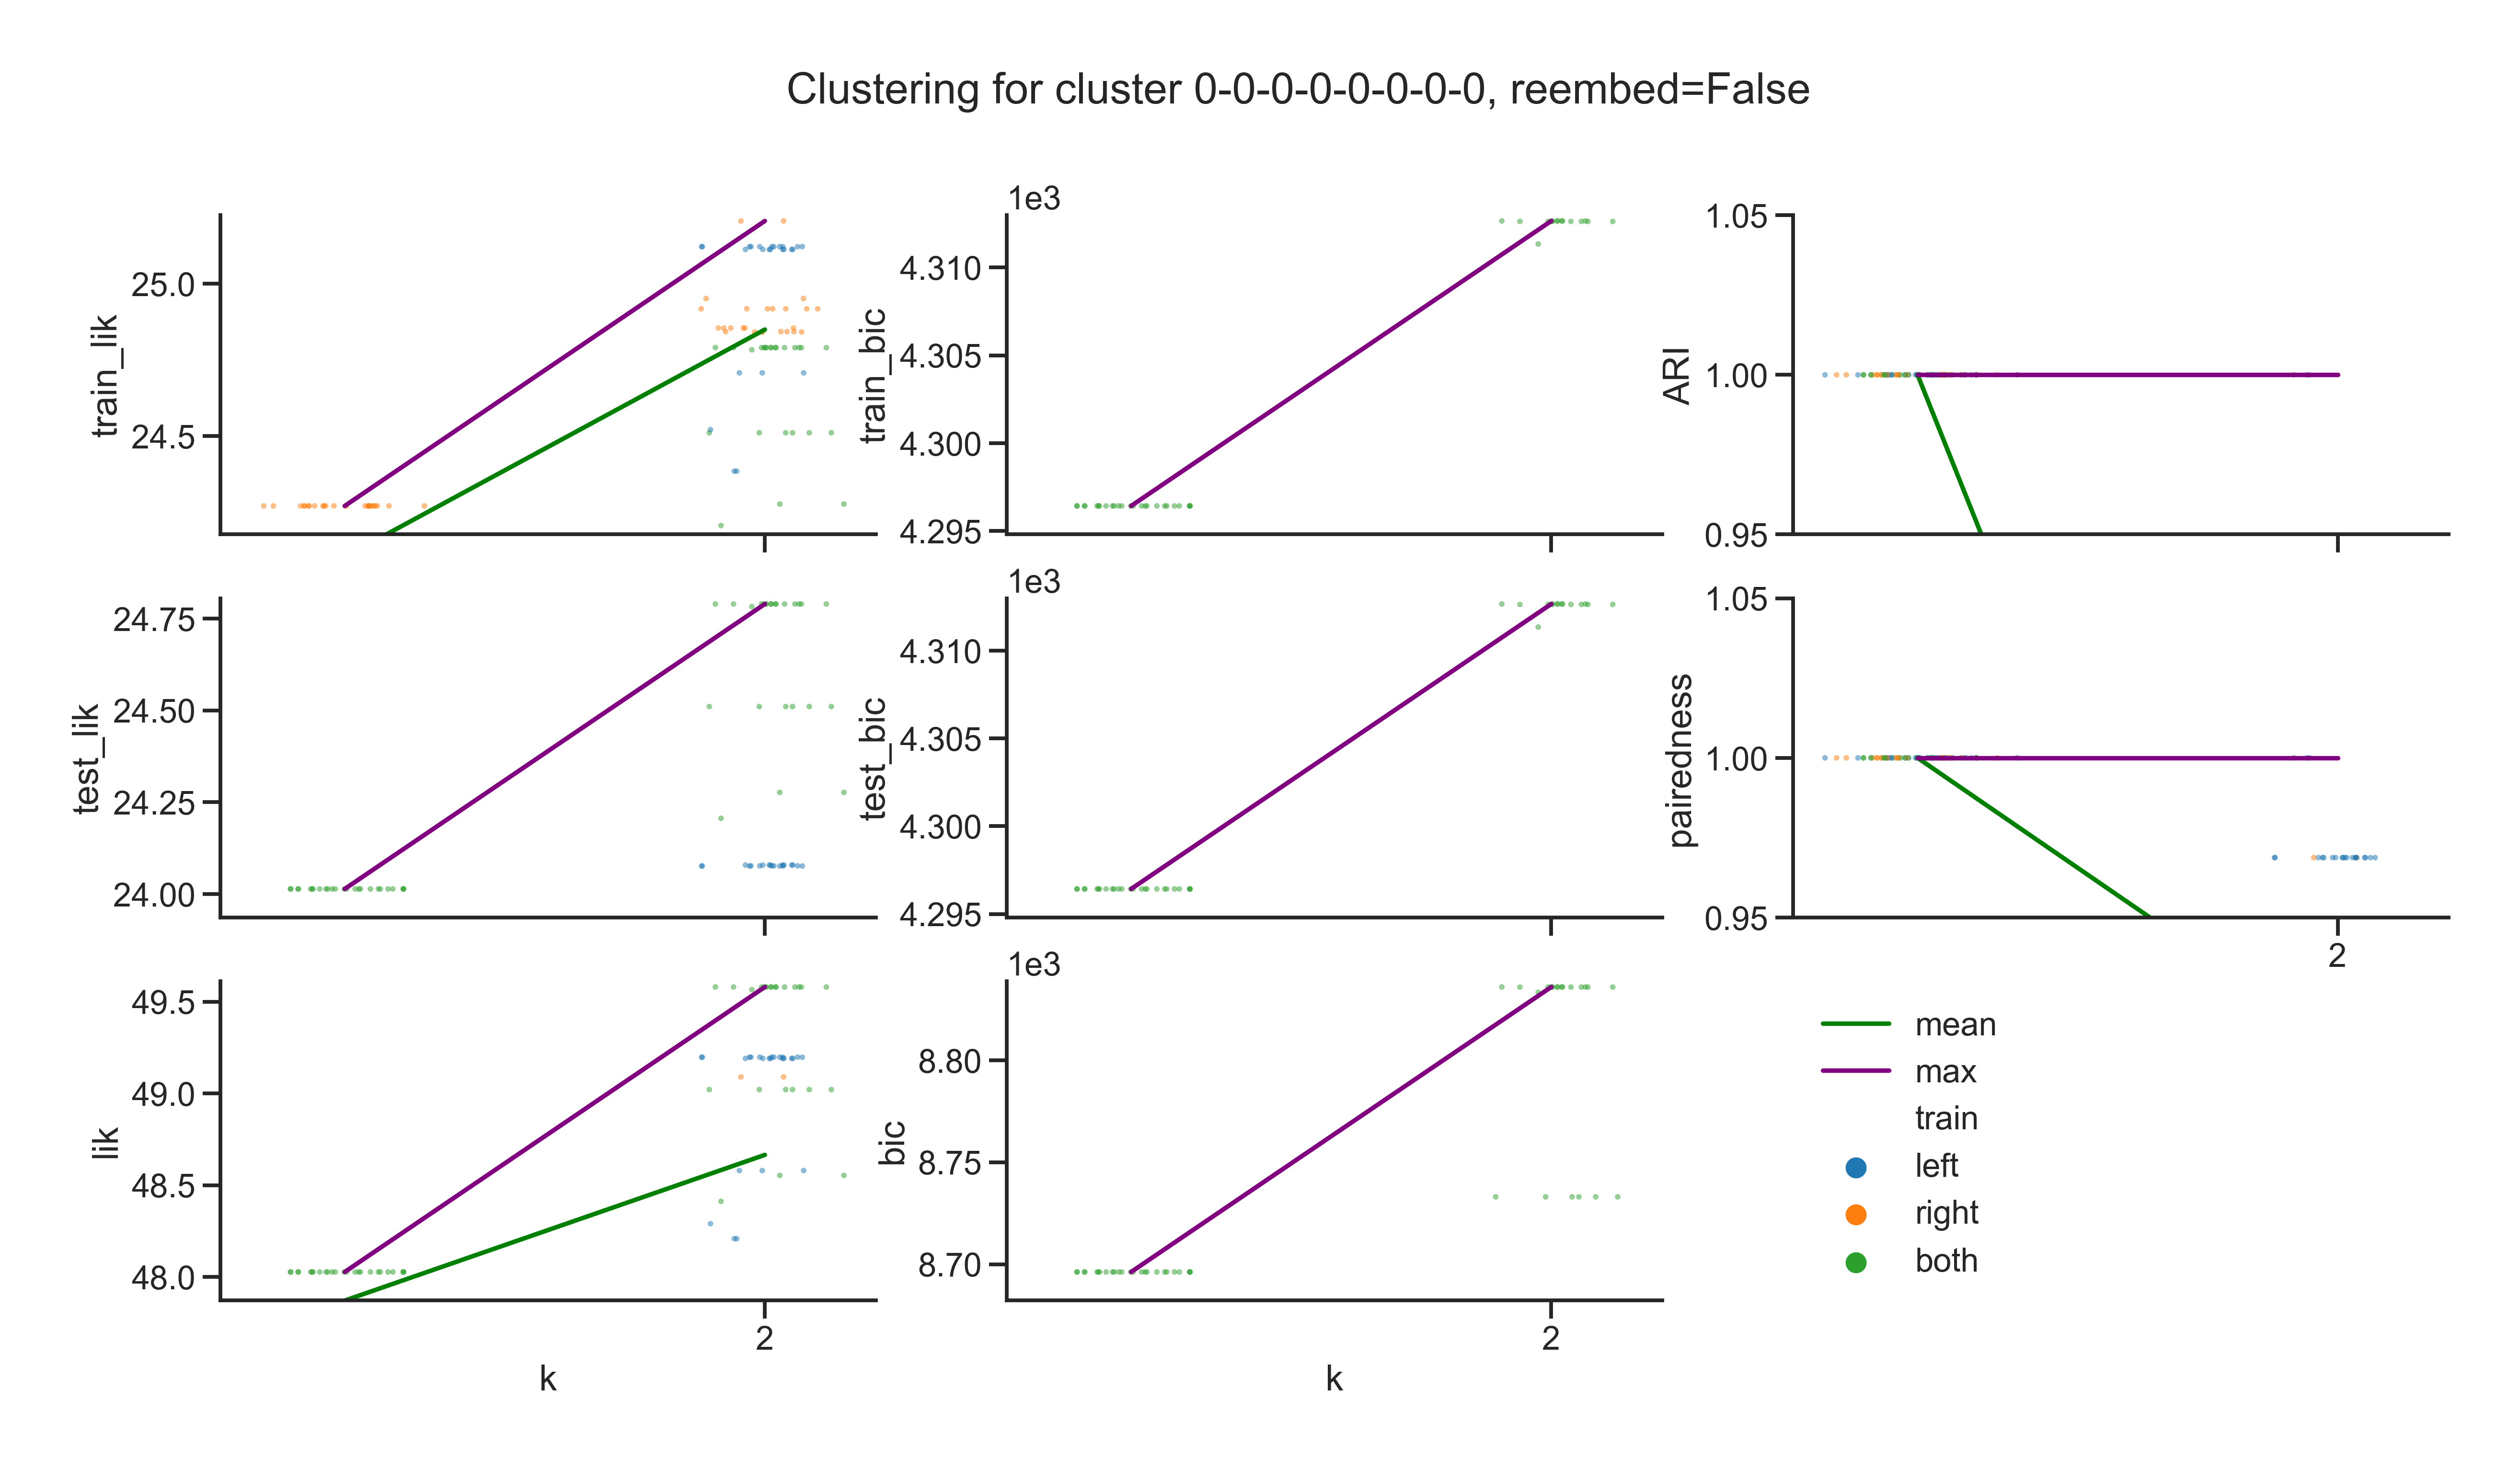 Clustering for cluster 0-0-0-0-0-0-0-0, reembed=False
train_lik
25.0
24.5
1e3
train_bic
4.310
4.305
4.300
4.295
ARI
1.05
1.00
0.95
test_lik
24.75
24.50
24.25
24.00
1e3
test_bic
4.310
4.305
4.300
4.295
pairedness
1.05
1.00
0.95
2
lik
49.5
49.0
48.5
48.0
2
k
1e3
bic
8.80
8.75
8.70
2
k
mean
max
train
left
right
both